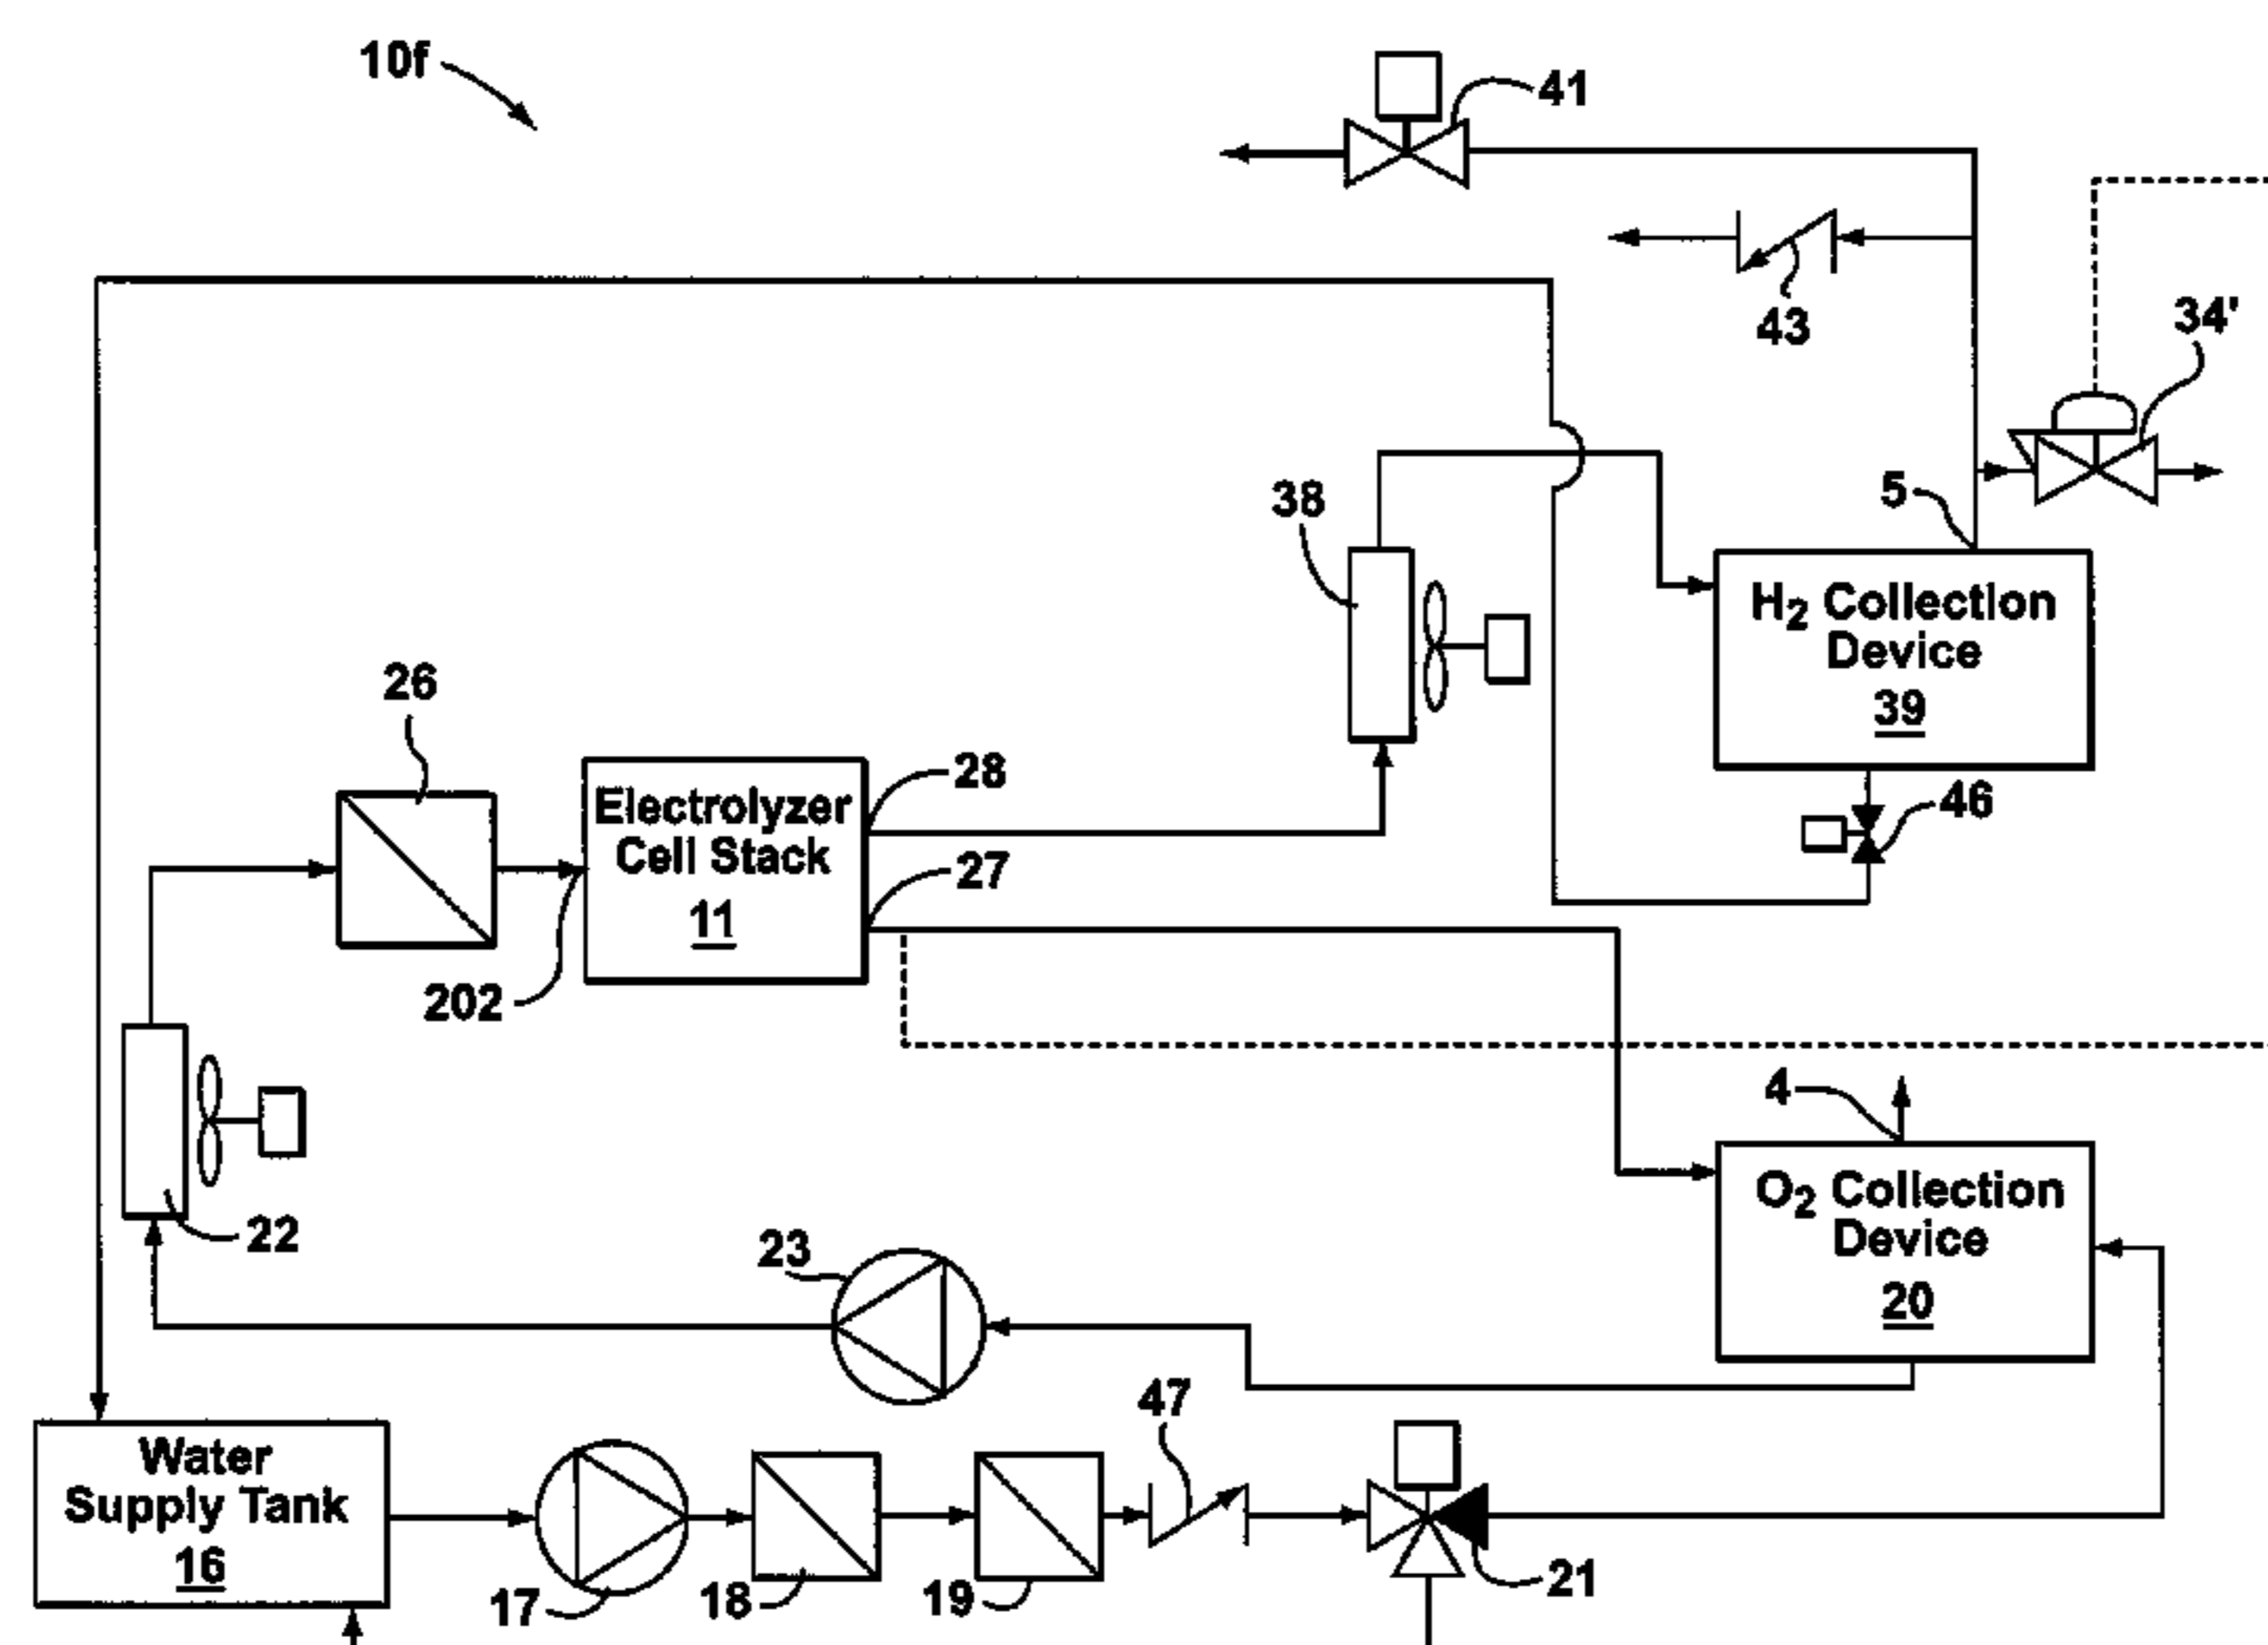 10f
41
43
34'
5
38
H2 Collection
Device
39
26
28
46
Electrolyzer
Cell Stack
11
27
202
4
O2 Collection
Device
20
22
23
47
Water
Supply Tank
16
17
18
19
21